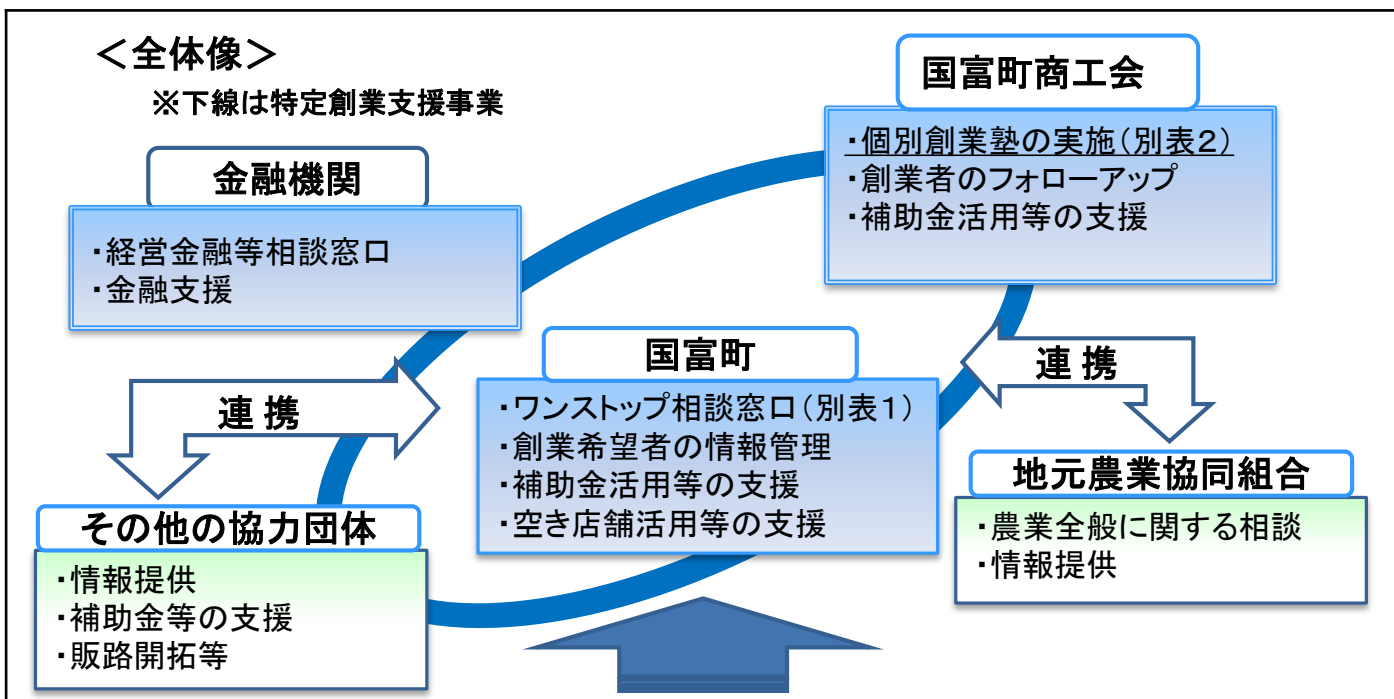 ＜全体像＞
※下線は特定創業支援事業
国富町商工会
・個別創業塾の実施（別表２）
・創業者のフォローアップ
・補助金活用等の支援
金融機関
・経営金融等相談窓口
・金融支援
国富町
・ワンストップ相談窓口（別表１）
・創業希望者の情報管理
・補助金活用等の支援
・空き店舗活用等の支援
連 携
連 携
その他の協力団体
・情報提供
・補助金等の支援
・販路開拓等
地元農業協同組合
・農業全般に関する相談
・情報提供